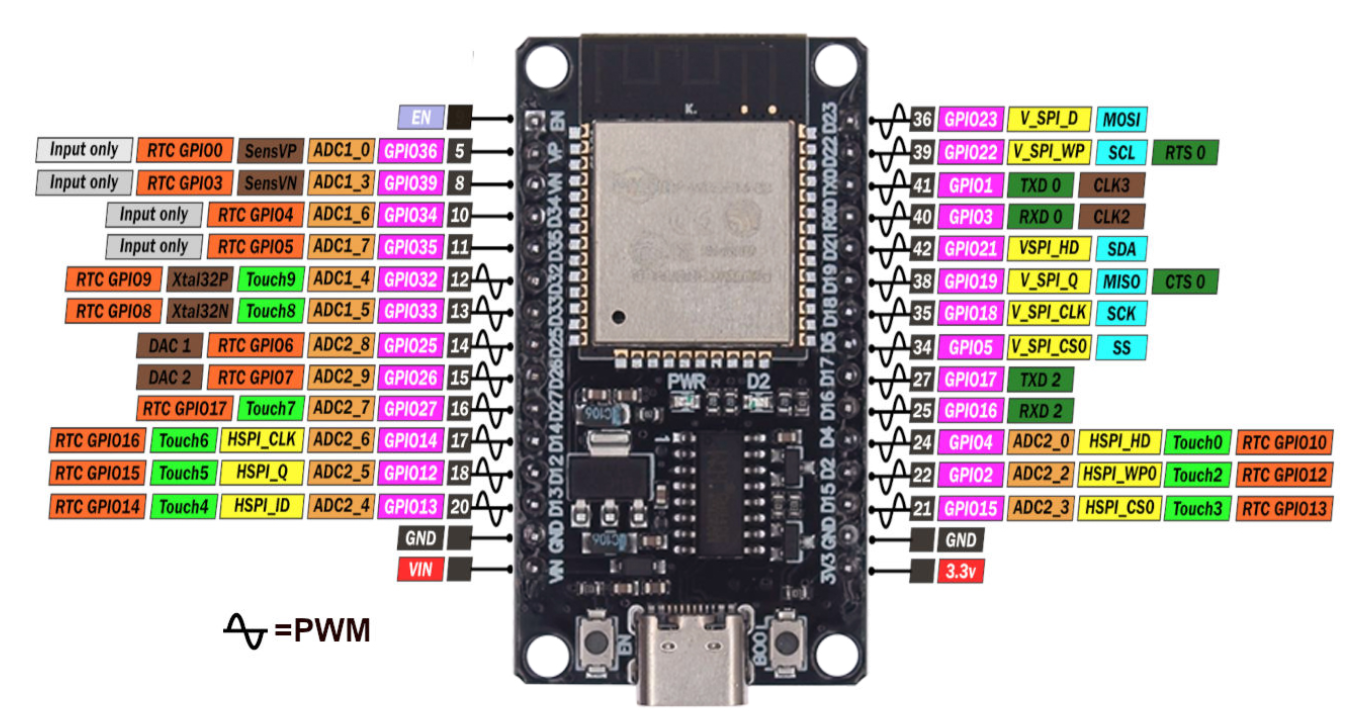 EN EN D23 36 GPIO23 V_SPI_D MOSI
Input only RTC GPIO0 SensVP ADC1_0 GPIO36 5 VP D22 39 GPIO22 V_SPI_WP SCL RTS 0
Input only RTC GPIO3 SensVN ADC1_3 GPIO39 8 VN TX0 41 GPIO1 TXD 0 CLK3
Input only RTC GPIO4 ADC1_6 GPIO34 10 D34 RX0 40 GPIO3 RXD 0 CLK2
Input only RTC GPIO5 ADC1_7 GPIO35 11 D35 D21 42 GPIO21 VSPI_HD SDA
RTC GPIO9 Xtal32P Touch9 ADC1_4 GPIO32 12 D32 D19 38 GPIO19 V_SPI_Q MISO CTS 0
RTC GPIO8 Xtal32N Touch8 ADC1_5 GPIO33 13 D33 D18 35 GPIO18 V_SPI_CLK SCK
DAC 1 RTC GPIO6 ADC2_8 GPIO25 14 D25 D5 34 GPIO5 V_SPI_CS0 SS
DAC 2 RTC GPIO7 ADC2_9 GPIO26 15 D26 D17 27 GPIO17 TXD 2
RTC GPIO17 Touch7 ADC2_7 GPIO27 16 D27 D16 25 GPIO16 RXD 2
RTC GPIO16 Touch6 HSPI_CLK ADC2_6 GPIO14 17 D14 D4 24 GPIO4 ADC2_0 HSPI_HD Touch0 RTC GPIO10
RTC GPIO15 Touch5 HSPI_Q ADC2_5 GPIO12 18 D12 D2 22 GPIO2 ADC2_2 HSPI_WP0 Touch2 RTC GPIO12
RTC GPIO14 Touch4 HSPI_ID ADC2_4 GPIO13 20 D13 D15 21 GPIO15 ADC2_3 HSPI_CS0 Touch3 RTC GPIO13
GND GND GND GND
VIN VIN 3V3 3.3v
K.
PWR D2
1
EN BOOT
=PWM